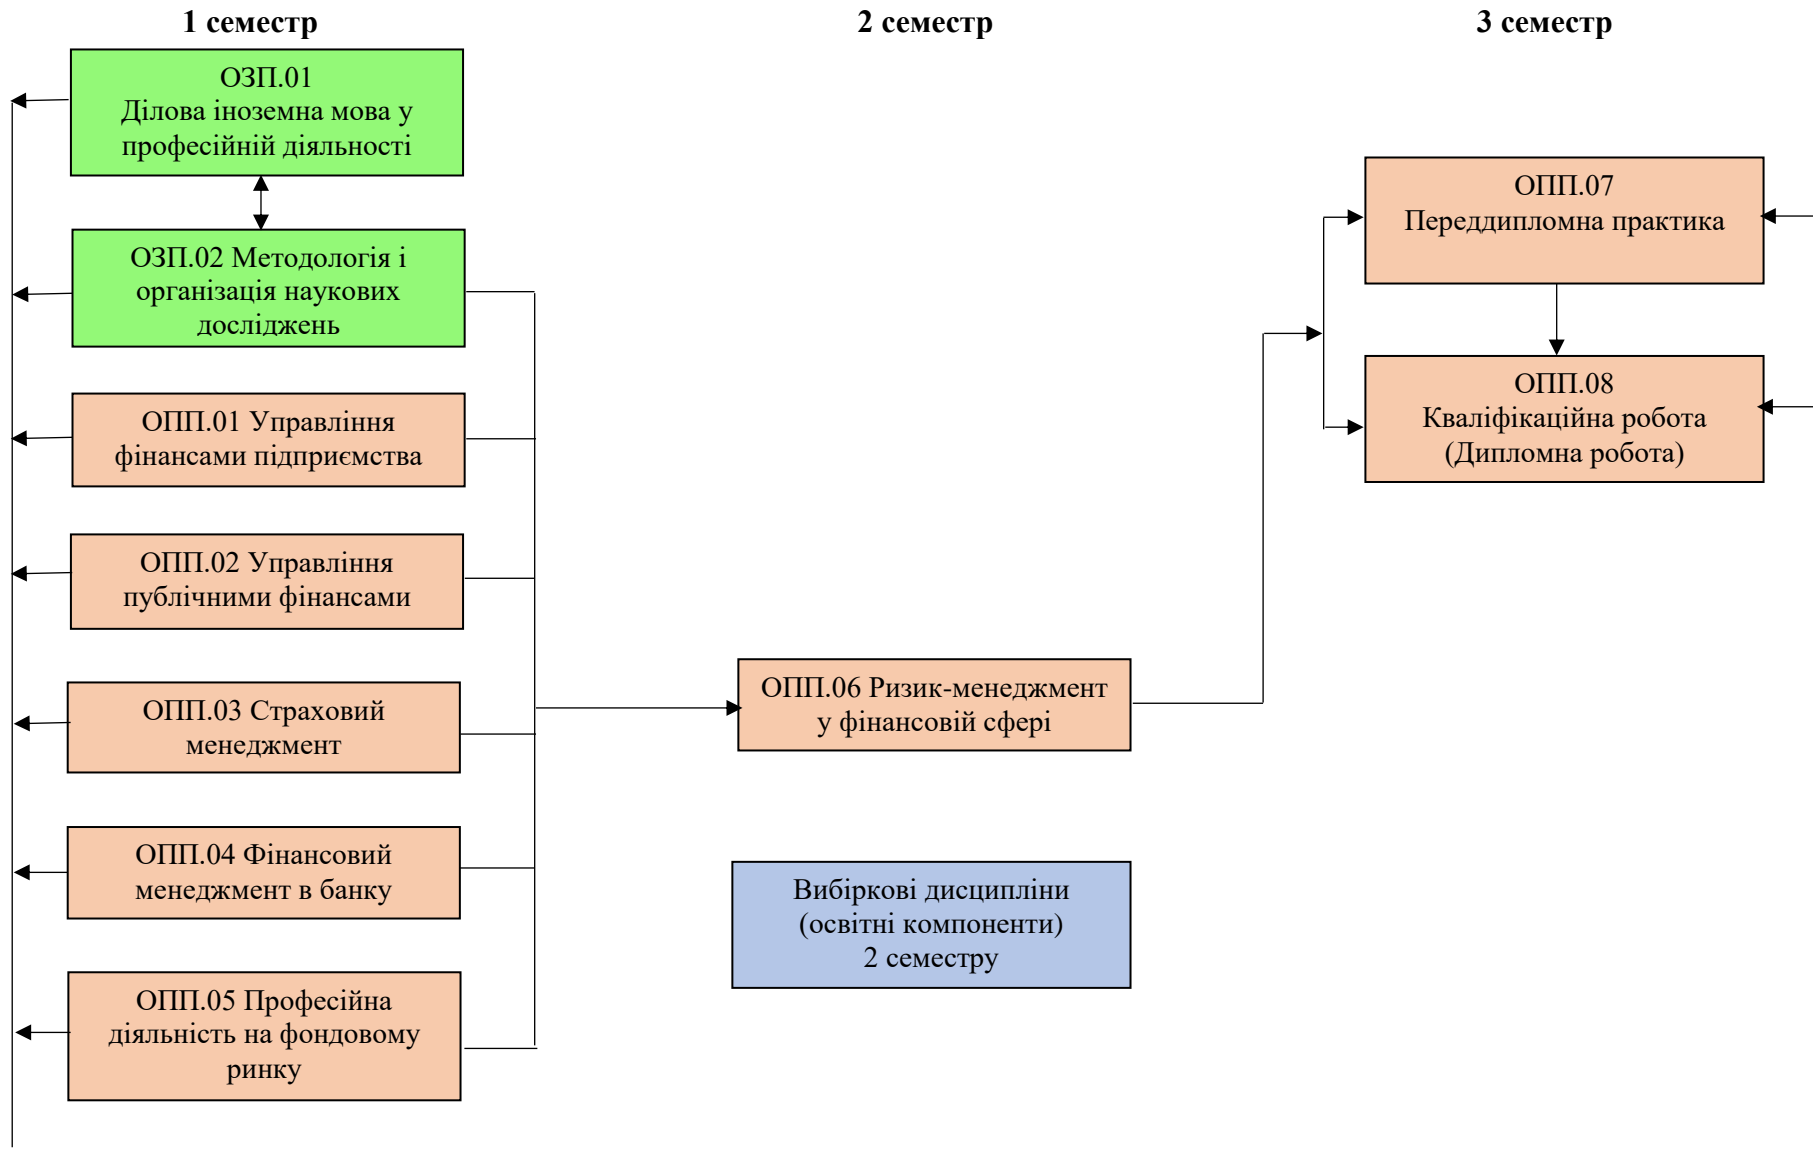 1 семестр
2 семестр
3 семестр
ОЗП.01
Ділова іноземна мова у
професійній діяльності
ОЗП.02 Методологія і
організація наукових
досліджень
ОПП.01 Управління
фінансами підприємства
ОПП.02 Управління
публічними фінансами
ОПП.03 Страховий
менеджмент
ОПП.04 Фінансовий
менеджмент в банку
ОПП.05 Професійна
діяльність на фондовому
ринку
ОПП.06 Ризик-менеджмент
у фінансовій сфері
Вибіркові дисципліни
(освітні компоненти)
2 семестру
ОПП.07
Переддипломна практика
ОПП.08
Кваліфікаційна робота
(Дипломна робота)